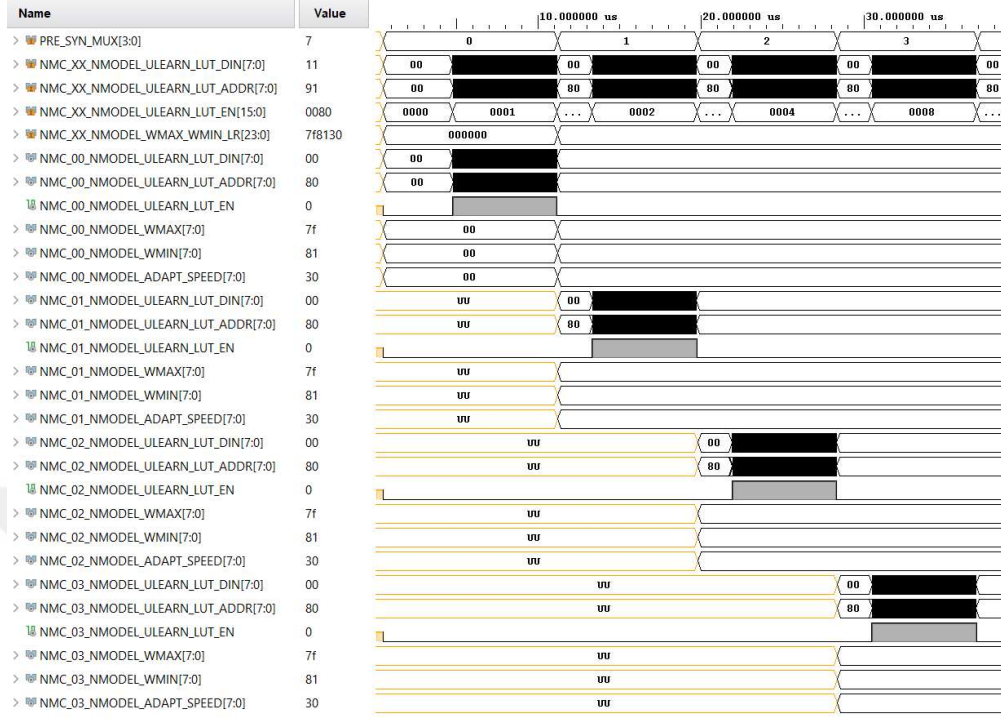 Name Value 10.000000 us 20.000000 us 30.000000 us
PRE_SYN_MUX[3:0] 7 0 1 2 3
NMC_XX_NMODEL_ULEARN_LUT_DIN[7:0] 11 00 00 00 00 00
NMC_XX_NMODEL_ULEARN_LUT_ADDR[7:0] 91 00 80 80 80 80
NMC_XX_NMODEL_ULEARN_LUT_EN[15:0] 0080 0000 0001 ... 0002 ... 0004 ... 0008 ...
NMC_XX_NMODEL_WMAX_WMIN_LR[23:0] 7f8130 000000
NMC_00_NMODEL_ULEARN_LUT_DIN[7:0] 00 00
NMC_00_NMODEL_ULEARN_LUT_ADDR[7:0] 80 00
NMC_00_NMODEL_ULEARN_LUT_EN 0
NMC_00_NMODEL_WMAX[7:0] 7f 00
NMC_00_NMODEL_WMIN[7:0] 81 00
NMC_00_NMODEL_ADAPT_SPEED[7:0] 30 00
NMC_01_NMODEL_ULEARN_LUT_DIN[7:0] 00 UU 00
NMC_01_NMODEL_ULEARN_LUT_ADDR[7:0] 80 UU 80
NMC_01_NMODEL_ULEARN_LUT_EN 0
NMC_01_NMODEL_WMAX[7:0] 7f UU
NMC_01_NMODEL_WMIN[7:0] 81 UU
NMC_01_NMODEL_ADAPT_SPEED[7:0] 30 UU
NMC_02_NMODEL_ULEARN_LUT_DIN[7:0] 00 UU 00
NMC_02_NMODEL_ULEARN_LUT_ADDR[7:0] 80 UU 80
NMC_02_NMODEL_ULEARN_LUT_EN 0
NMC_02_NMODEL_WMAX[7:0] 7f UU
NMC_02_NMODEL_WMIN[7:0] 81 UU
NMC_02_NMODEL_ADAPT_SPEED[7:0] 30 UU
NMC_03_NMODEL_ULEARN_LUT_DIN[7:0] 00 UU 00
NMC_03_NMODEL_ULEARN_LUT_ADDR[7:0] 80 UU 80
NMC_03_NMODEL_ULEARN_LUT_EN 0
NMC_03_NMODEL_WMAX[7:0] 7f UU
NMC_03_NMODEL_WMIN[7:0] 81 UU
NMC_03_NMODEL_ADAPT_SPEED[7:0] 30 UU